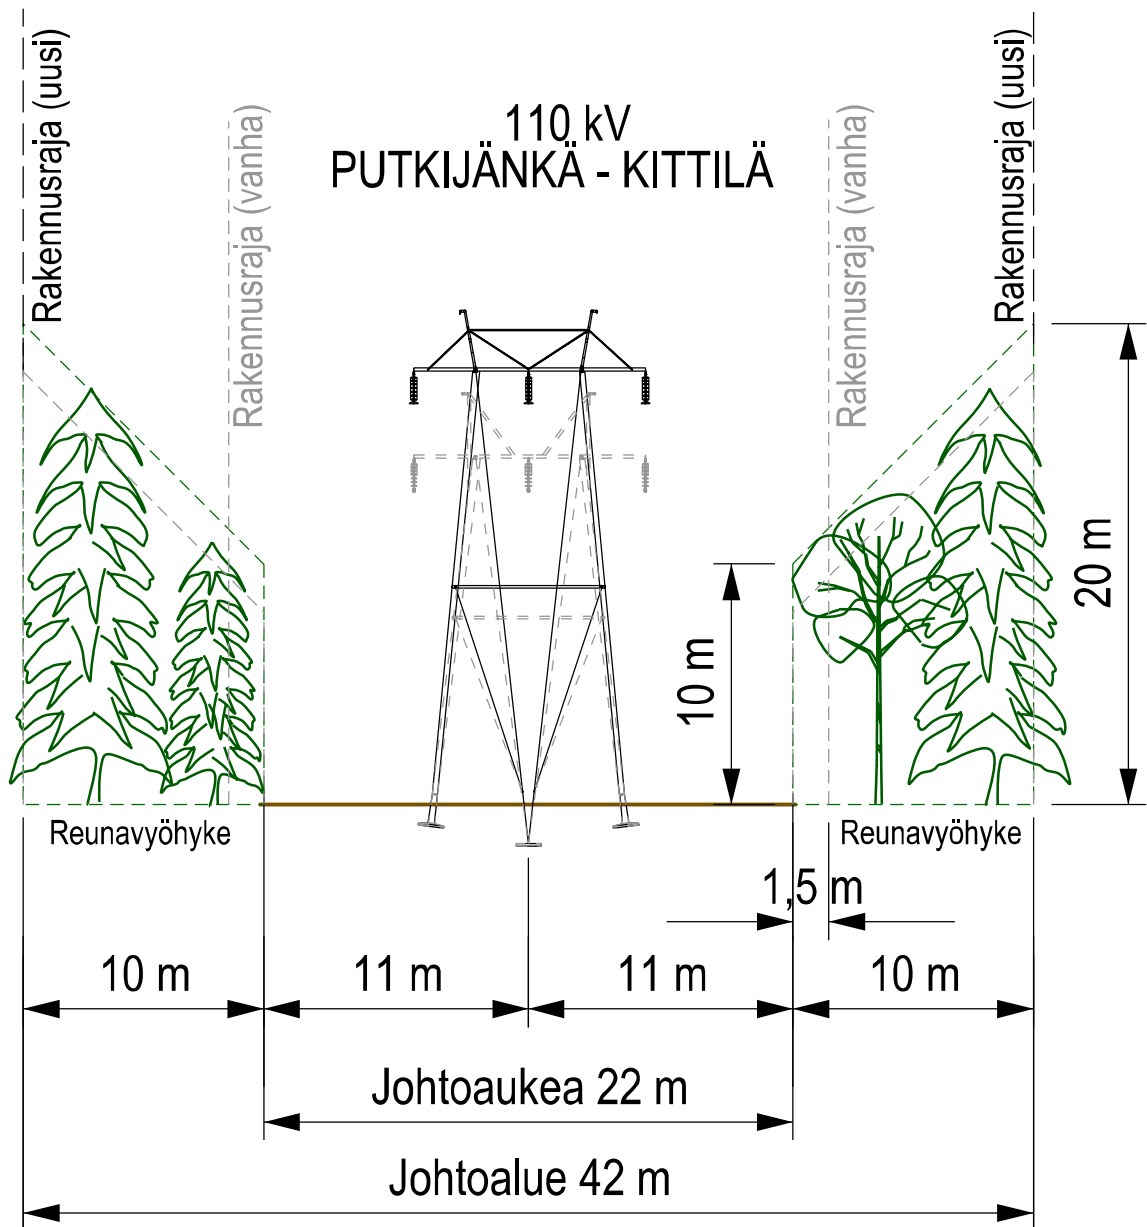 Rakennusraja (uusi)
Rakennusraja (vanha)
110 kV
PUTKIJÄNKÄ - KITTILÄ
Rakennusraja (vanha)
Rakennusraja (uusi)
20 m
10 m
Reunavyöhyke
Reunavyöhyke
1,5 m
10 m
11 m
11 m
10 m
Johtoaukea 22 m
Johtoalue 42 m